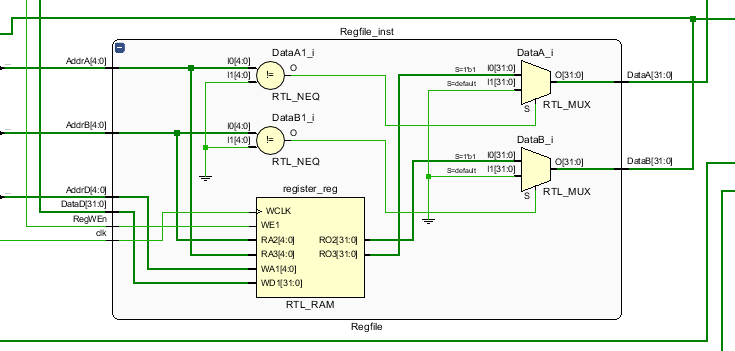 Regfile_inst
DataA1_i
DataA_i
AddrA[4:0]
I0[4:0]
I1[4:0]
O
!=
RTL_NEQ
S=1'b1
I0[31:0]
S=default
I1[31:0]
O[31:0]
DataA[31:0]
S
RTL_MUX
DataB1_i
DataB_i
AddrB[4:0]
I0[4:0]
I1[4:0]
O
!=
RTL_NEQ
S=1'b1
I0[31:0]
S=default
I1[31:0]
O[31:0]
DataB[31:0]
S
RTL_MUX
register_reg
AddrD[4:0]
DataD[31:0]
RegWEn
clk
WCLK
WE1
RA2[4:0]
RO2[31:0]
RA3[4:0]
RO3[31:0]
WA1[4:0]
WD1[31:0]
RTL_RAM
Regfile